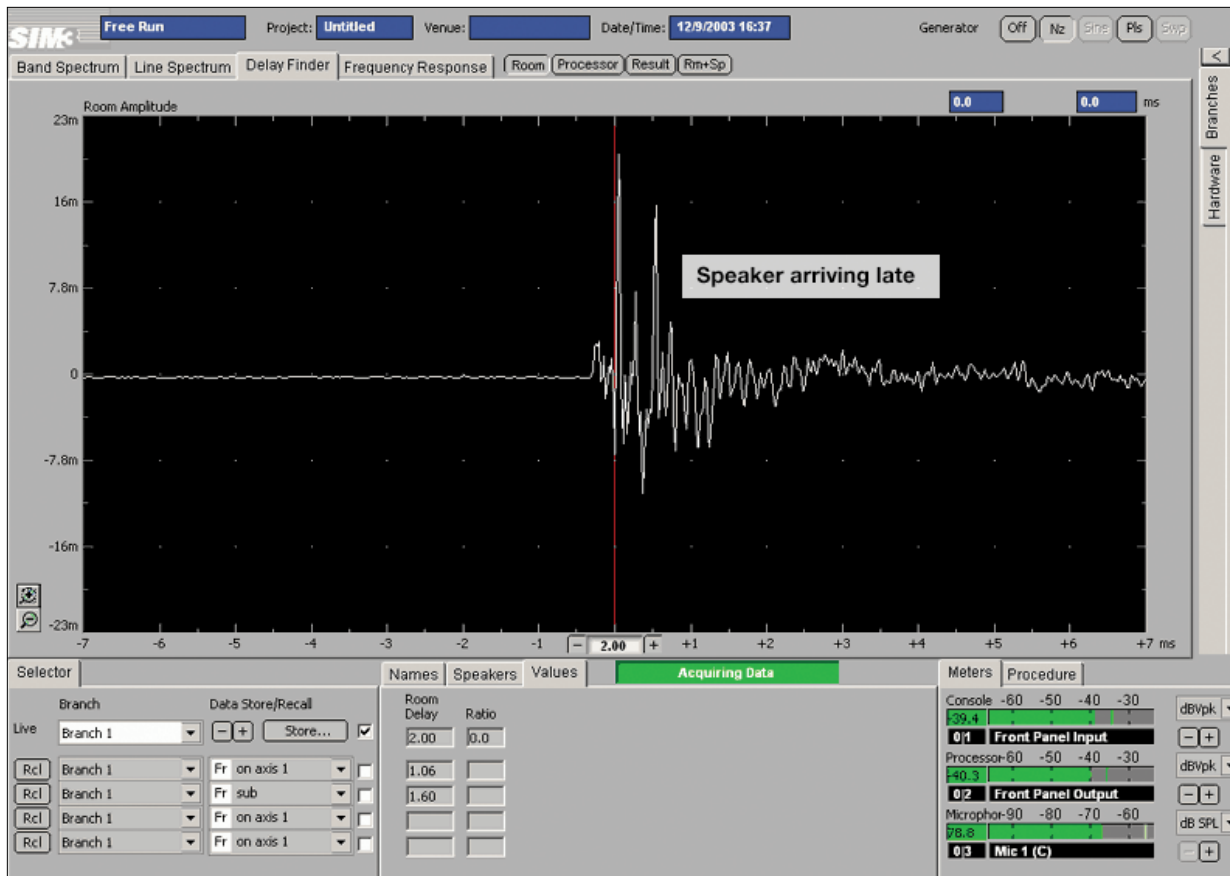 SIM3 Free Run Project: Untitled Venue: Date/Time: 12/9/2003 16:37 Generator Off Nz Sine Pls Swp
Band Spectrum Line Spectrum Delay Finder Frequency Response Room Processor Result Rm+Sp <
Branches
Hardware
Room Amplitude 0.0 0.0 ms
23m
16m
Speaker arriving late
7.8m
0
-7.8m
-16m
-23m
-7 -6 -5 -4 -3 -2 -1 - 2.00 + +1 +2 +3 +4 +5 +6 +7 ms
Selector Names Speakers Values Acquiring Data Meters Procedure
Branch Data Store/Recall Room Delay Ratio
Live Branch 1 - + Store... 2.00 0.0
Rcl Branch 1 Fr on axis 1 1.06
Rcl Branch 1 Fr sub 1.60
Rcl Branch 1 Fr on axis 1
Rcl Branch 1 Fr on axis 1
Console -60 -50 -40 -30 dBVpk
-39.4
0|1 Front Panel Input - +
Processor -60 -50 -40 -30 dBVpk
-40.3
0|2 Front Panel Output - +
Microphor -90 -80 -70 -60 dB SPL
78.8
0|3 Mic 1 (C) - +